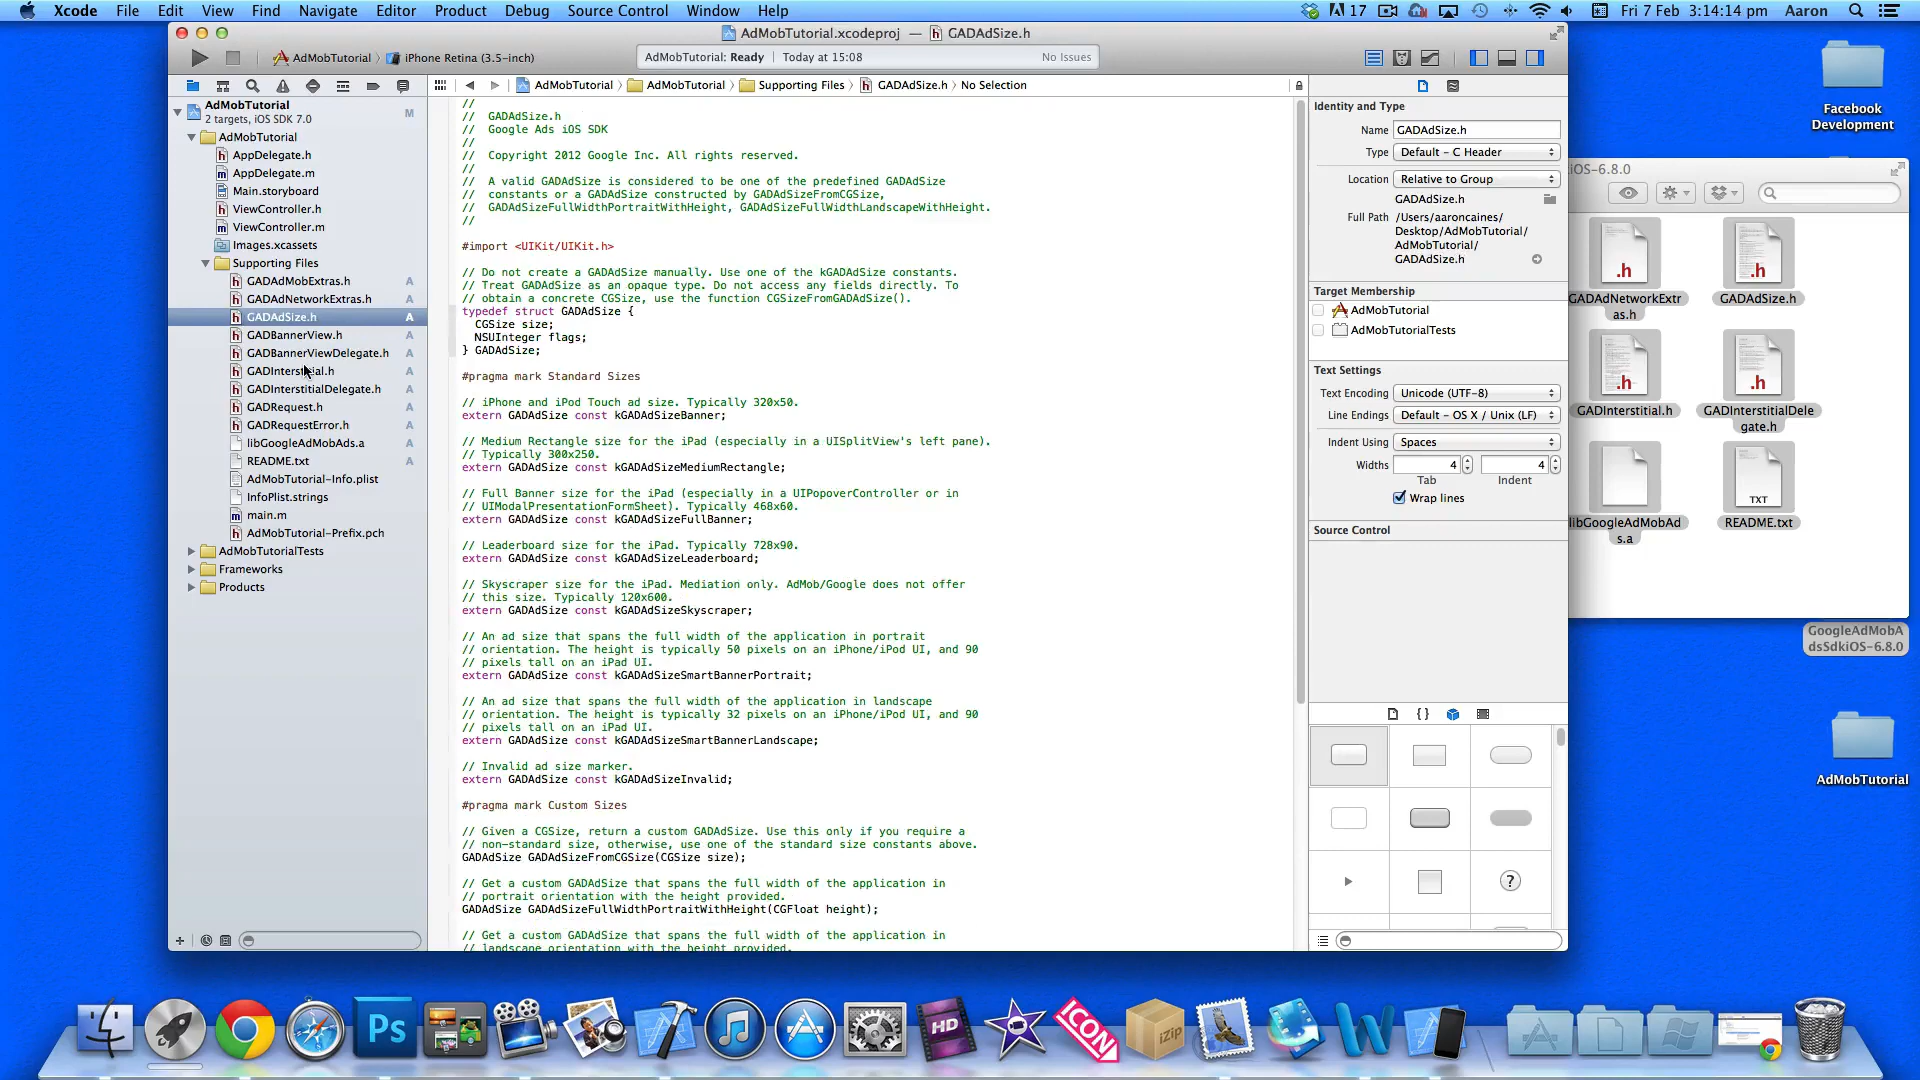 Xcode File Edit View Find Navigate Editor Product Debug Source Control Window Help
17 Fri 7 Feb 3:14:14 pm Aaron
AdMobTutorial.xcodeproj — GADAdSize.h
AdMobTutorial iPhone Retina (3.5-inch)
AdMobTutorial: Ready Today at 15:08 No Issues
AdMobTutorial AdMobTutorial Supporting Files GADAdSize.h No Selection
AdMobTutorial
2 targets, iOS SDK 7.0 M
AdMobTutorial
AppDelegate.h
AppDelegate.m
Main.storyboard
ViewController.h
ViewController.m
Images.xcassets
Supporting Files
GADAdMobExtras.h A
GADAdNetworkExtras.h A
GADAdSize.h A
GADBannerView.h A
GADBannerViewDelegate.h A
GADInterstitial.h A
GADInterstitialDelegate.h A
GADRequest.h A
GADRequestError.h A
libGoogleAdMobAds.a A
README.txt A
AdMobTutorial-Info.plist
InfoPlist.strings
main.m
AdMobTutorial-Prefix.pch
AdMobTutorialTests
Frameworks
Products
//
// GADAdSize.h
// Google Ads iOS SDK
//
// Copyright 2012 Google Inc. All rights reserved.
//
// A valid GADAdSize is considered to be one of the predefined GADAdSize
// constants or a GADAdSize constructed by GADAdSizeFromCGSize,
// GADAdSizeFullWidthPortraitWithHeight, GADAdSizeFullWidthLandscapeWithHeight.
//
#import <UIKit/UIKit.h>
// Do not create a GADAdSize manually. Use one of the kGADAdSize constants.
// Treat GADAdSize as an opaque type. Do not access any fields directly. To
// obtain a concrete CGSize, use the function CGSizeFromGADAdSize().
typedef struct GADAdSize {
CGSize size;
NSUInteger flags;
} GADAdSize;
#pragma mark Standard Sizes
// iPhone and iPod Touch ad size. Typically 320x50.
extern GADAdSize const kGADAdSizeBanner;
// Medium Rectangle size for the iPad (especially in a UISplitView's left pane).
// Typically 300x250.
extern GADAdSize const kGADAdSizeMediumRectangle;
// Full Banner size for the iPad (especially in a UIPopoverController or in
// UIModalPresentationFormSheet). Typically 468x60.
extern GADAdSize const kGADAdSizeFullBanner;
// Leaderboard size for the iPad. Typically 728x90.
extern GADAdSize const kGADAdSizeLeaderboard;
// Skyscraper size for the iPad. Mediation only. AdMob/Google does not offer
// this size. Typically 120x600.
extern GADAdSize const kGADAdSizeSkyscraper;
// An ad size that spans the full width of the application in portrait
// orientation. The height is typically 50 pixels on an iPhone/iPod UI, and 90
// pixels tall on an iPad UI.
extern GADAdSize const kGADAdSizeSmartBannerPortrait;
// An ad size that spans the full width of the application in landscape
// orientation. The height is typically 32 pixels on an iPhone/iPod UI, and 90
// pixels tall on an iPad UI.
extern GADAdSize const kGADAdSizeSmartBannerLandscape;
// Invalid ad size marker.
extern GADAdSize const kGADAdSizeInvalid;
#pragma mark Custom Sizes
// Given a CGSize, return a custom GADAdSize. Use this only if you require a
// non-standard size, otherwise, use one of the standard size constants above.
GADAdSize GADAdSizeFromCGSize(CGSize size);
// Get a custom GADAdSize that spans the full width of the application in
// portrait orientation with the height provided.
GADAdSize GADAdSizeFullWidthPortraitWithHeight(CGFloat height);
// Get a custom GADAdSize that spans the full width of the application in
// landscape orientation with the height provided.
Identity and Type
Name GADAdSize.h
Type Default - C Header
Location Relative to Group
GADAdSize.h
Full Path /Users/aaroncaines/
Desktop/AdMobTutorial/
AdMobTutorial/
GADAdSize.h
Target Membership
AdMobTutorial
AdMobTutorialTests
Text Settings
Text Encoding Unicode (UTF-8)
Line Endings Default - OS X / Unix (LF)
Indent Using Spaces
Widths 4 4
Tab Indent
Wrap lines
Source Control
{ }
?
iOS-6.8.0
.h .h
GADAdNetworkExtr
as.h
GADAdSize.h
.h .h
GADInterstitial.h
GADInterstitialDele
gate.h
TXT
libGoogleAdMobAd
s.a
README.txt
Facebook
Development
GoogleAdMobA
dsSdkiOS-6.8.0
AdMobTutorial
Ps
HD
ICON
iZip
W